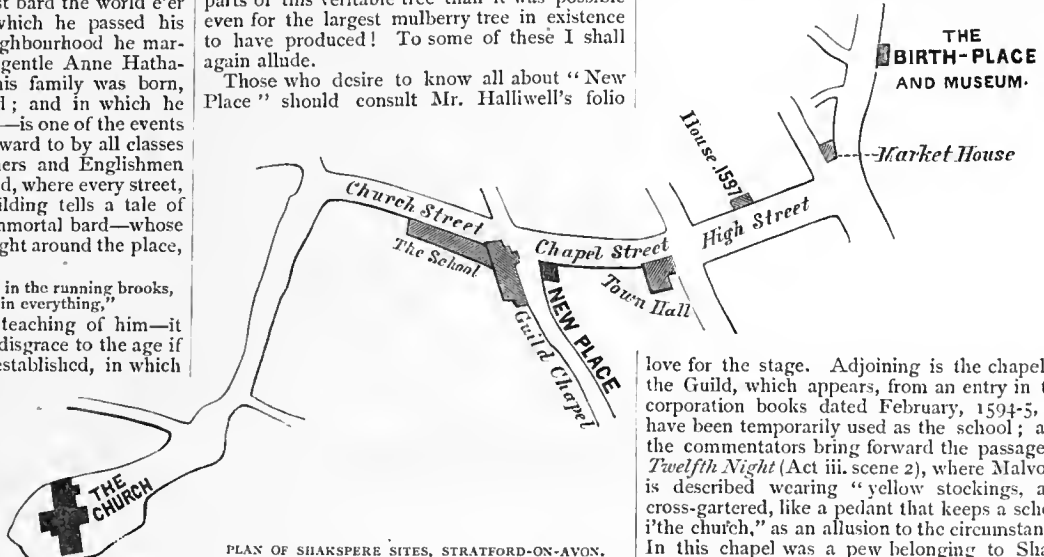 st bard the world e'er
which he passed his
ghbourhood he mar-
gentle Anne Hatha-
his family was born,
; and in which he
—is one of the events
ward to by all classes
ners and Englishmen
d, where every street,
ilding tells a tale of
mmortal bard—whose
ght around the place,
in the running brooks,
in everything,"
teaching of him—it
disgrace to the age if
established, in which
parts of this veritable tree than it was possible
even for the largest mulberry tree in existence
to have produced! To some of these I shall
again allude.
Those who desire to know all about "New
Place" should consult Mr. Halliwell's folio
THE
BIRTH-PLACE
AND MUSEUM.
Market House
House, 1597
High Street
Church Street
Chapel Street
The School
Town Hall
NEW PLACE
Guild Chapel
THE
CHURCH
PLAN OF SHAKSPERE SITES, STRATFORD-ON-AVON.
love for the stage. Adjoining is the chapel
the Guild, which appears, from an entry in t
corporation books dated February, 1594-5,
have been temporarily used as the school; a
the commentators bring forward the passage
Twelfth Night (Act iii. scene 2), where Malvo
is described wearing "yellow stockings, a
cross-gartered, like a pedant that keeps a scho
i'the church," as an allusion to the circumstan
In this chapel was a pew belonging to Sha